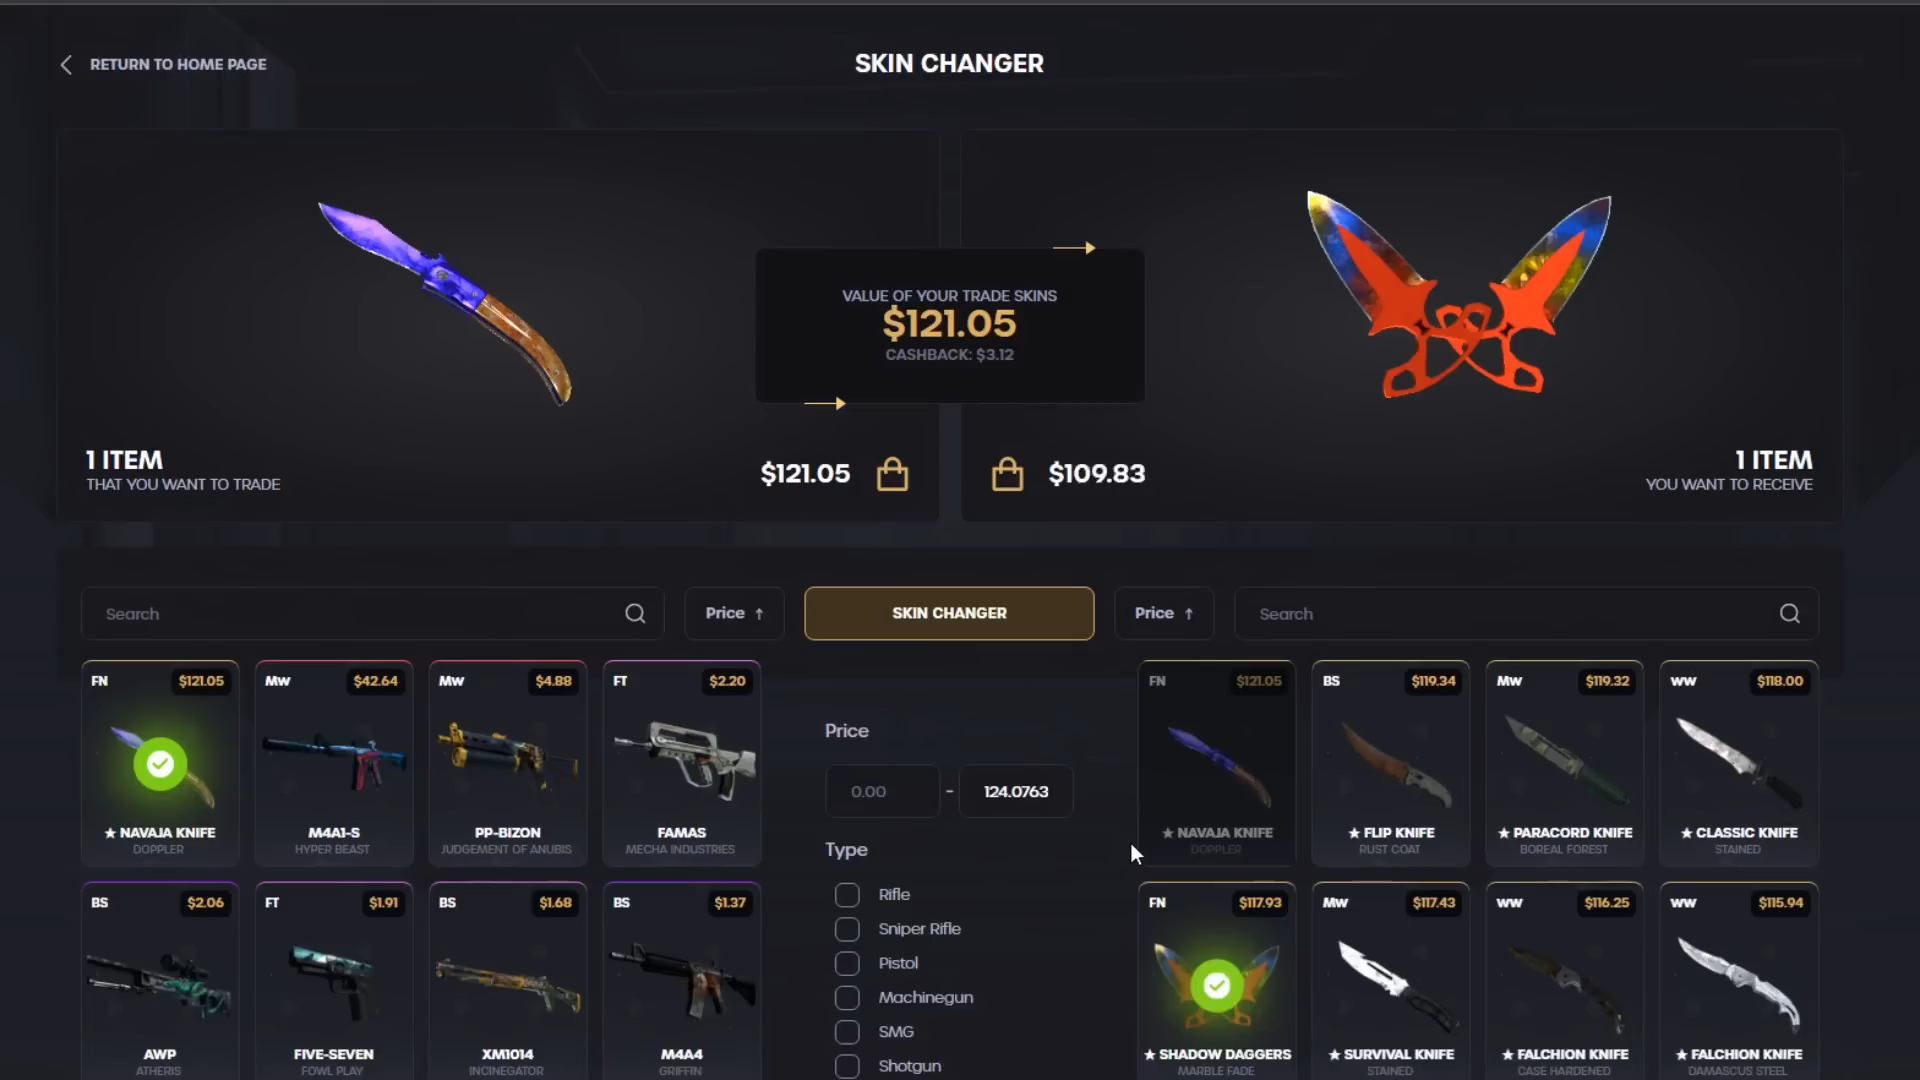 RETURN TO HOME PAGE
SKIN CHANGER
VALUE OF YOUR TRADE SKINS
$121.05
CASHBACK: $3.12
1 ITEM
THAT YOU WANT TO TRADE
$121.05
$109.83
1 ITEM
YOU WANT TO RECEIVE
Search
Price ↑
SKIN CHANGER
Price ↑
Search
FN $121.05
★ NAVAJA KNIFE
DOPPLER
MW $42.64
M4A1-S
HYPER BEAST
MW $4.88
PP-BIZON
JUDGEMENT OF ANUBIS
FT $2.20
FAMAS
MECHA INDUSTRIES
BS $2.06
AWP
ATHERIS
FT $1.91
FIVE-SEVEN
FOWL PLAY
BS $1.68
XM1014
INCINEGATOR
BS $1.37
M4A4
GRIFFIN
Price
0.00 - 124.0763
Type
Rifle
Sniper Rifle
Pistol
Machinegun
SMG
Shotgun
FN $121.05
★ NAVAJA KNIFE
DOPPLER
BS $119.34
★ FLIP KNIFE
RUST COAT
MW $119.32
★ PARACORD KNIFE
BOREAL FOREST
WW $118.00
★ CLASSIC KNIFE
STAINED
FN $117.93
★ SHADOW DAGGERS
MARBLE FADE
MW $117.43
★ SURVIVAL KNIFE
STAINED
WW $116.25
★ FALCHION KNIFE
CASE HARDENED
WW $115.94
★ FALCHION KNIFE
DAMASCUS STEEL